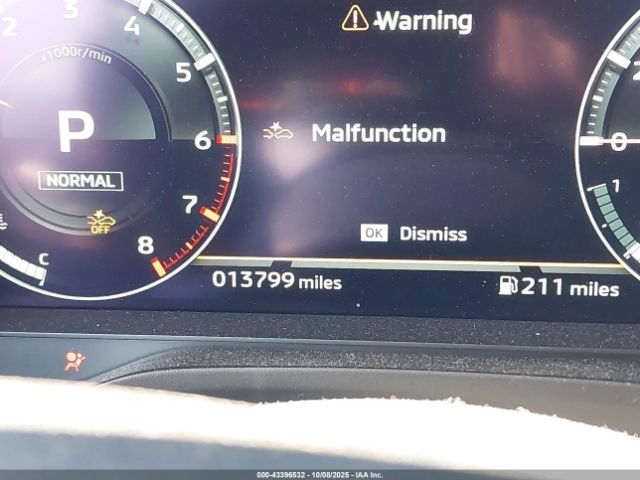 2 3 4
x1000r/min
5
P
6
NORMAL
OFF
7
8
C
Warning
Malfunction
OK Dismiss
013799 miles
211 miles
2
0
1
000-43396532 - 10/08/2025 - IAA Inc.